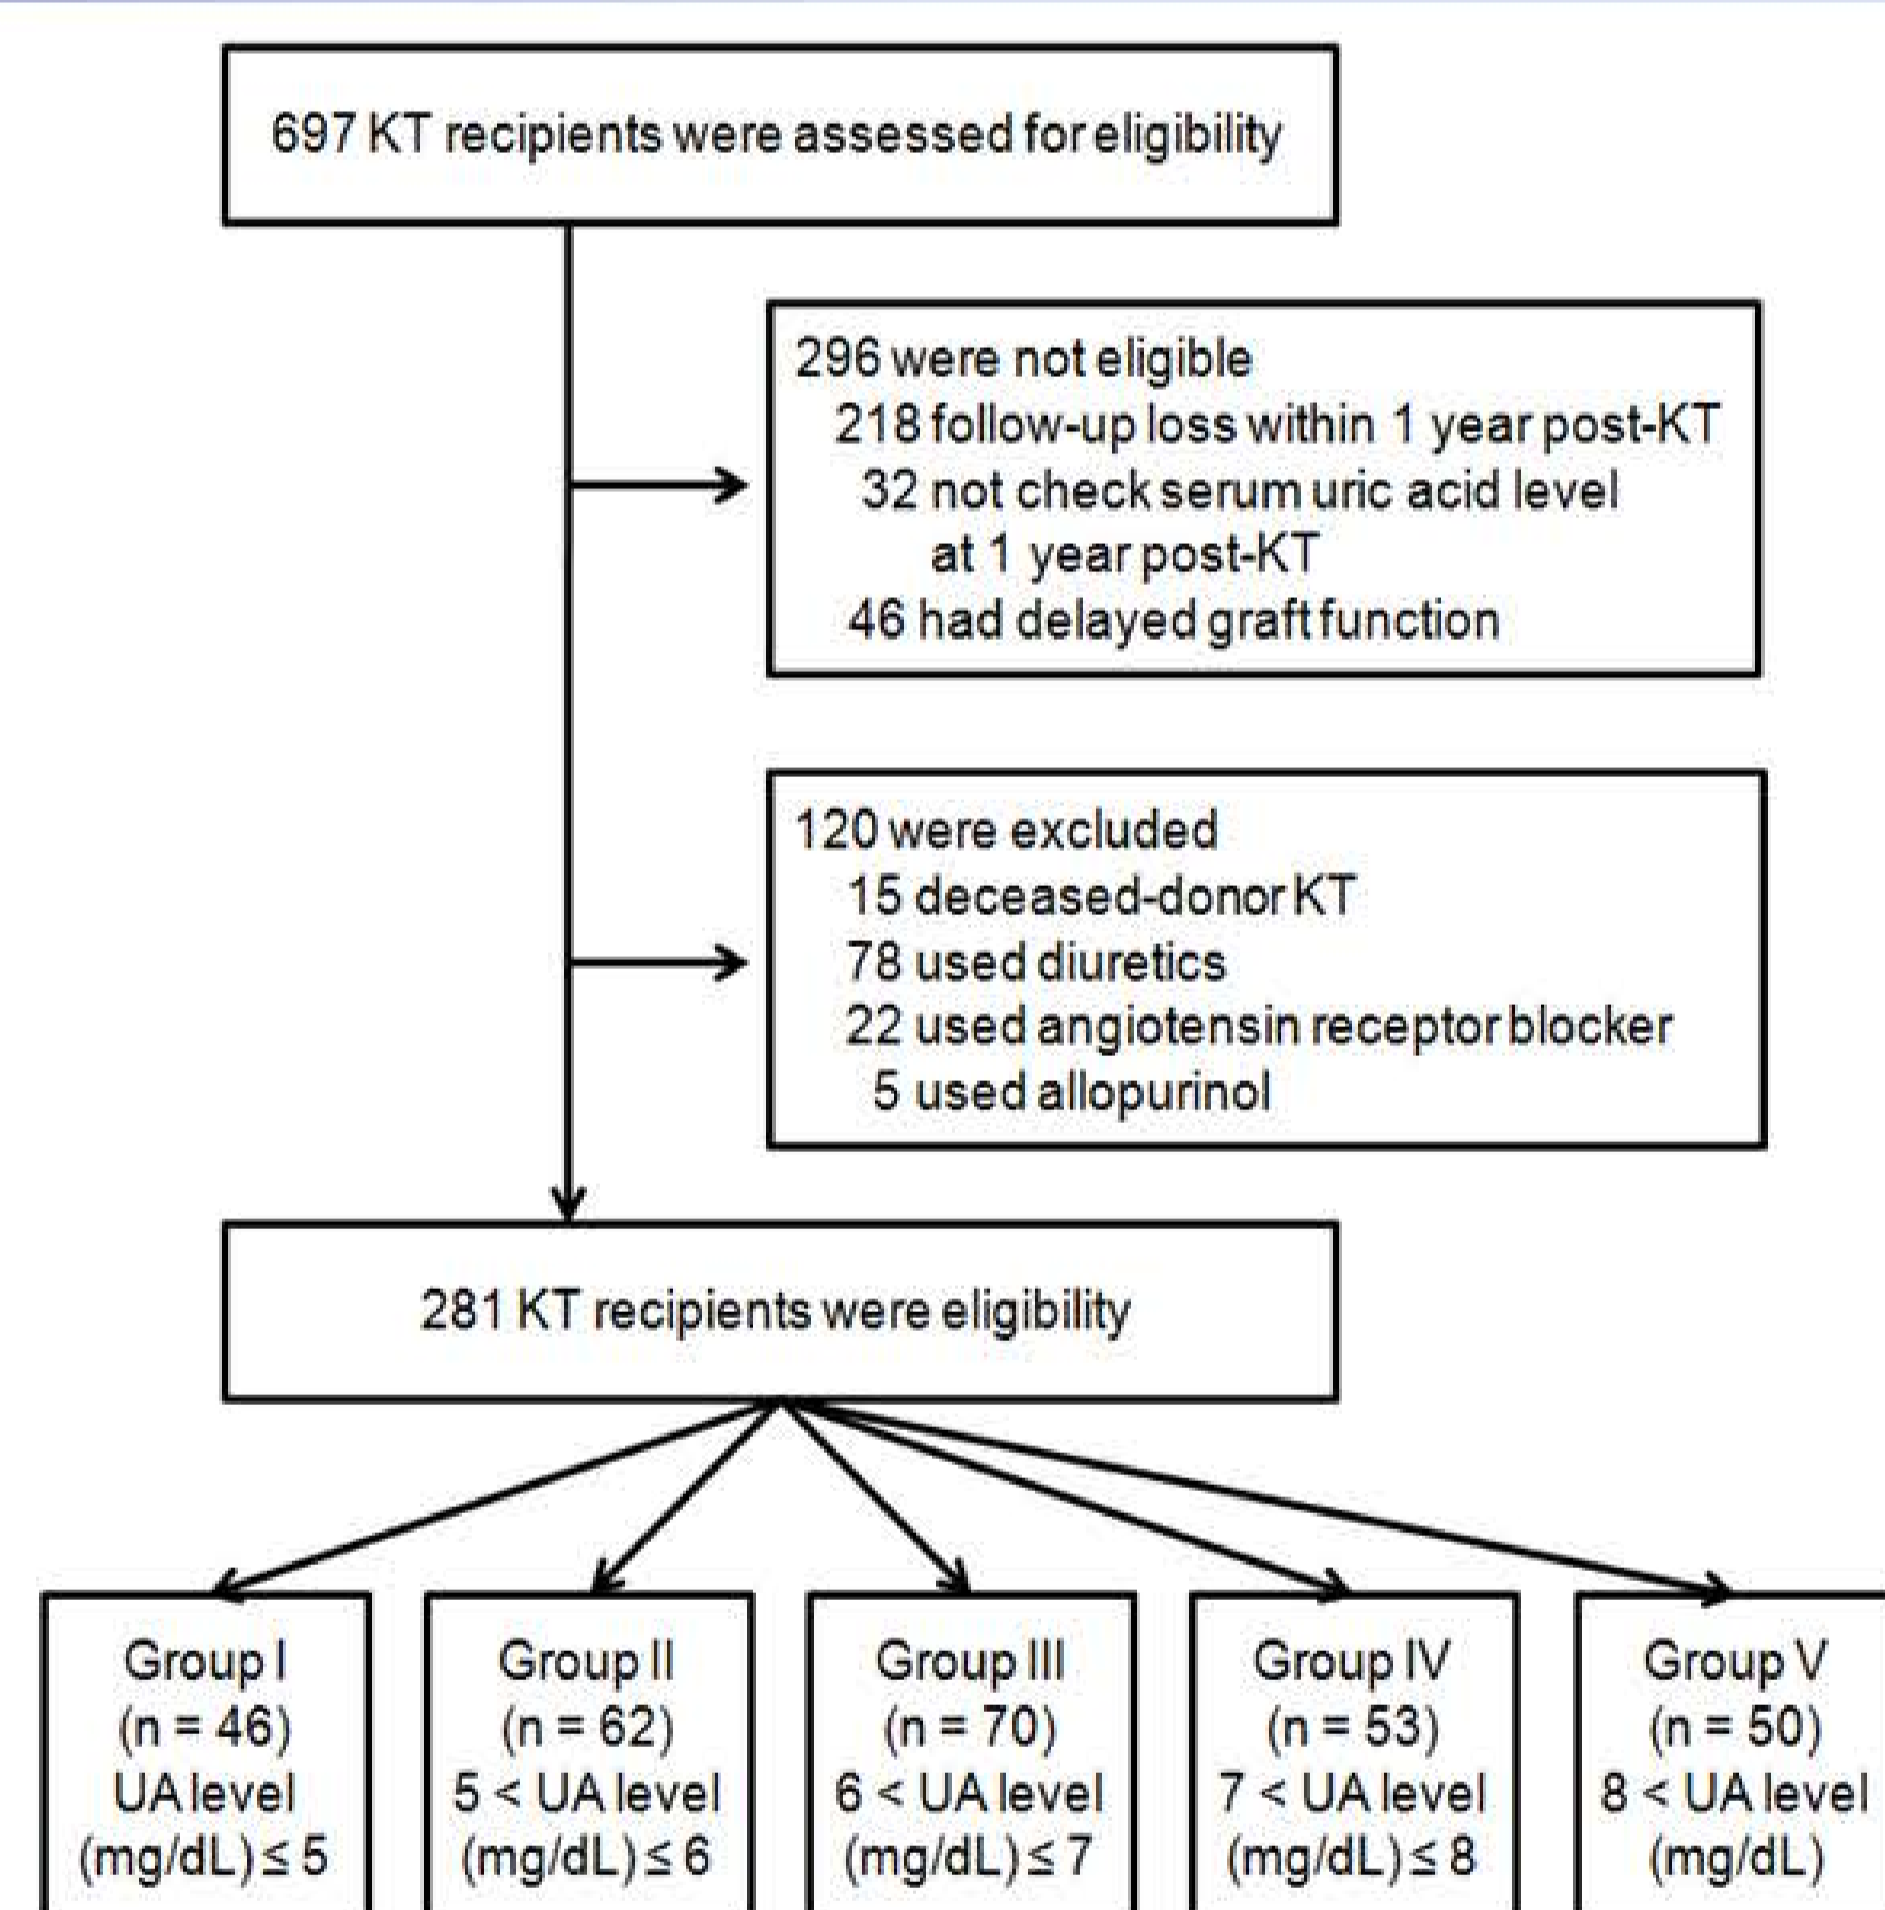 697 KT recipients were assessed for eligibility
296 were not eligible
218 follow-up loss within 1 year post-KT
32 not check serum uric acid level
at 1 year post-KT
46 had delayed graft function
120 were excluded
15 deceased-donor KT
78 used diuretics
22 used angiotensin receptor blocker
5 used allopurinol
281 KT recipients were eligibility
Group I
(n = 46)
UA level
(mg/dL) ≤ 5
Group II
(n = 62)
5 < UA level
(mg/dL) ≤ 6
Group III
(n = 70)
6 < UA level
(mg/dL) ≤ 7
Group IV
(n = 53)
7 < UA level
(mg/dL) ≤ 8
Group V
(n = 50)
8 < UA level
(mg/dL)